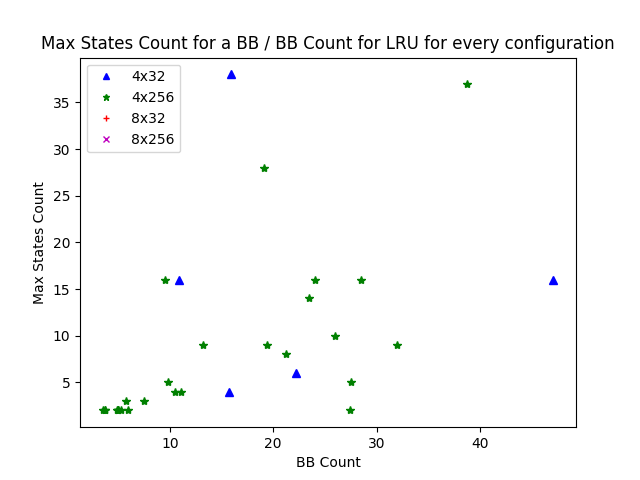 Max States Count for a BB / BB Count for LRU for every configuration
4x32
4x256
8x32
8x256
35
30
25
20
15
10
5
Max States Count
10
20
30
40
BB Count